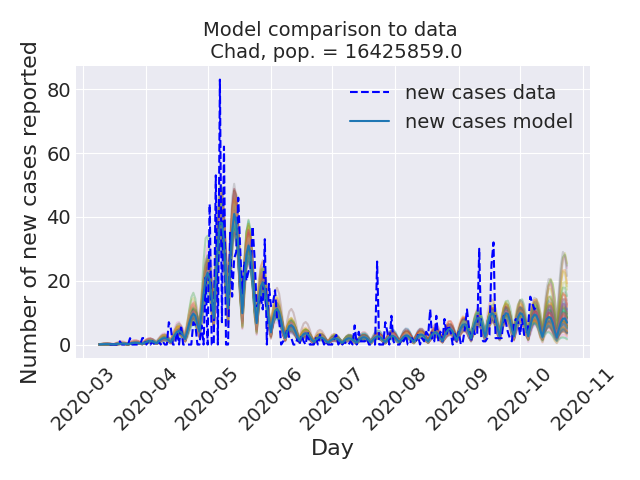 Model comparison to data
Chad, pop. = 16425859.0
Number of new cases reported
80
60
40
20
0
new cases data
new cases model
2020-03
2020-04
2020-05
2020-06
2020-07
2020-08
2020-09
2020-10
2020-11
Day